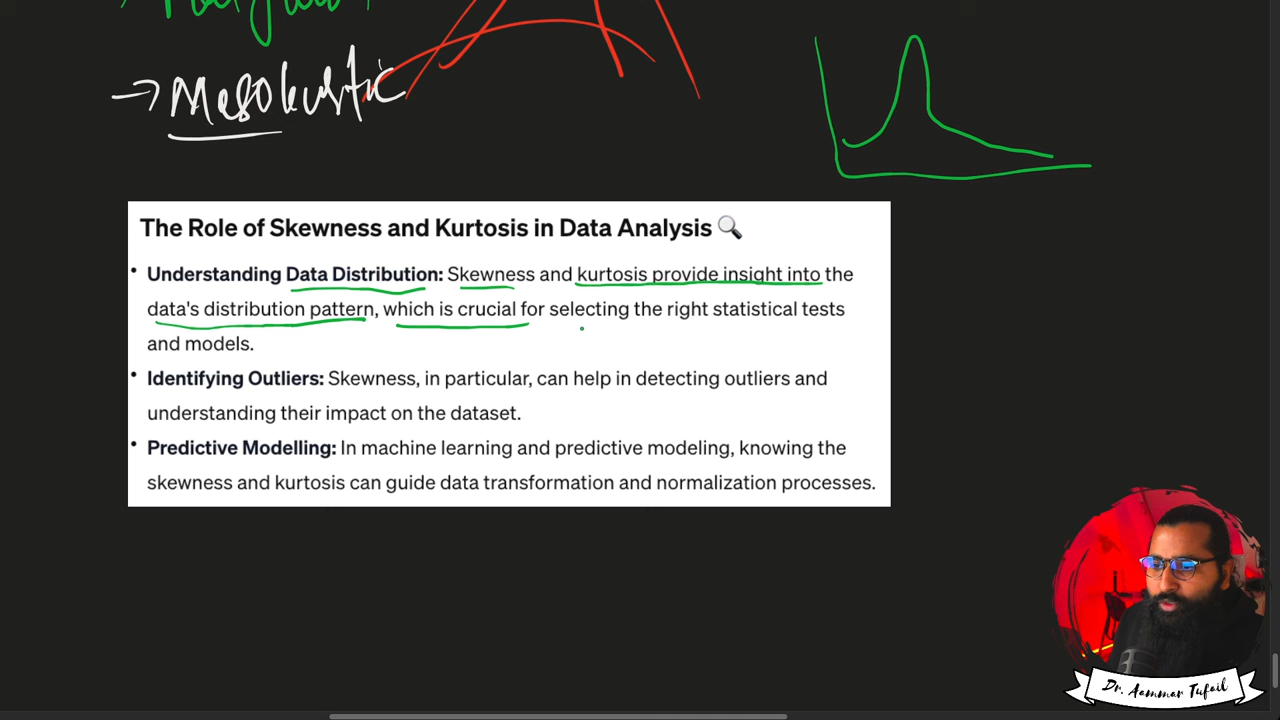 → Mesokurtic
The Role of Skewness and Kurtosis in Data Analysis 🔍
• Understanding Data Distribution: Skewness and kurtosis provide insight into the
data's distribution pattern, which is crucial for selecting the right statistical tests
and models.
• Identifying Outliers: Skewness, in particular, can help in detecting outliers and
understanding their impact on the dataset.
• Predictive Modelling: In machine learning and predictive modeling, knowing the
skewness and kurtosis can guide data transformation and normalization processes.
Dr. Aammar Tufail